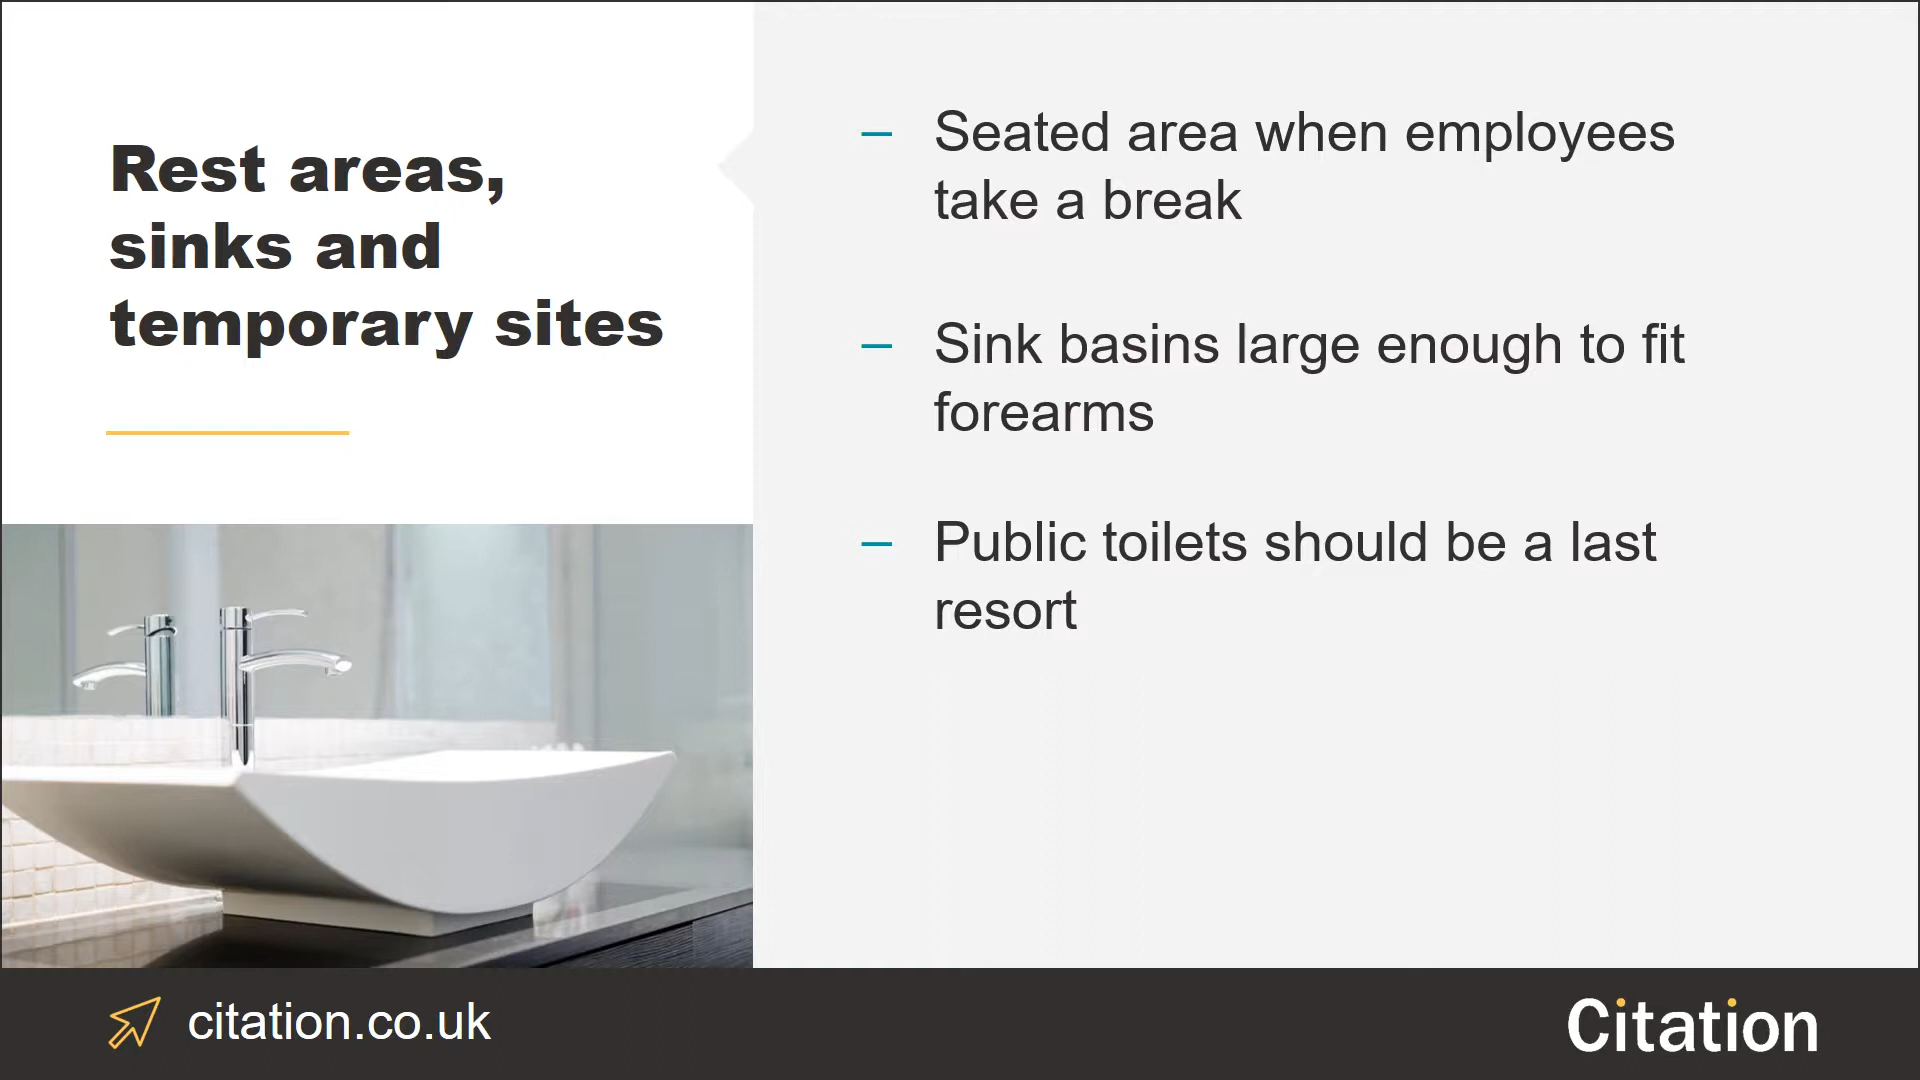 Rest areas,
sinks and
temporary sites
– Seated area when employees
take a break
– Sink basins large enough to fit
forearms
– Public toilets should be a last
resort
citation.co.uk
Citation